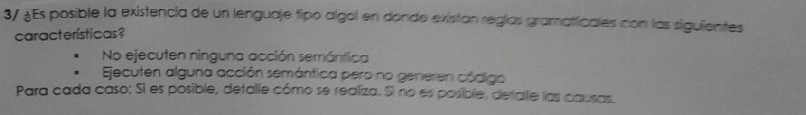 3/ ¿Es posible la existencia de un lenguaje tipo algol en donde existan reglas gramaticales con las siguientes
características?
• No ejecuten ninguna acción semántica
• Ejecuten alguna acción semántica pero no generen código
Para cada caso: Si es posible, detalle cómo se realiza. Si no es posible, detalle las causas.